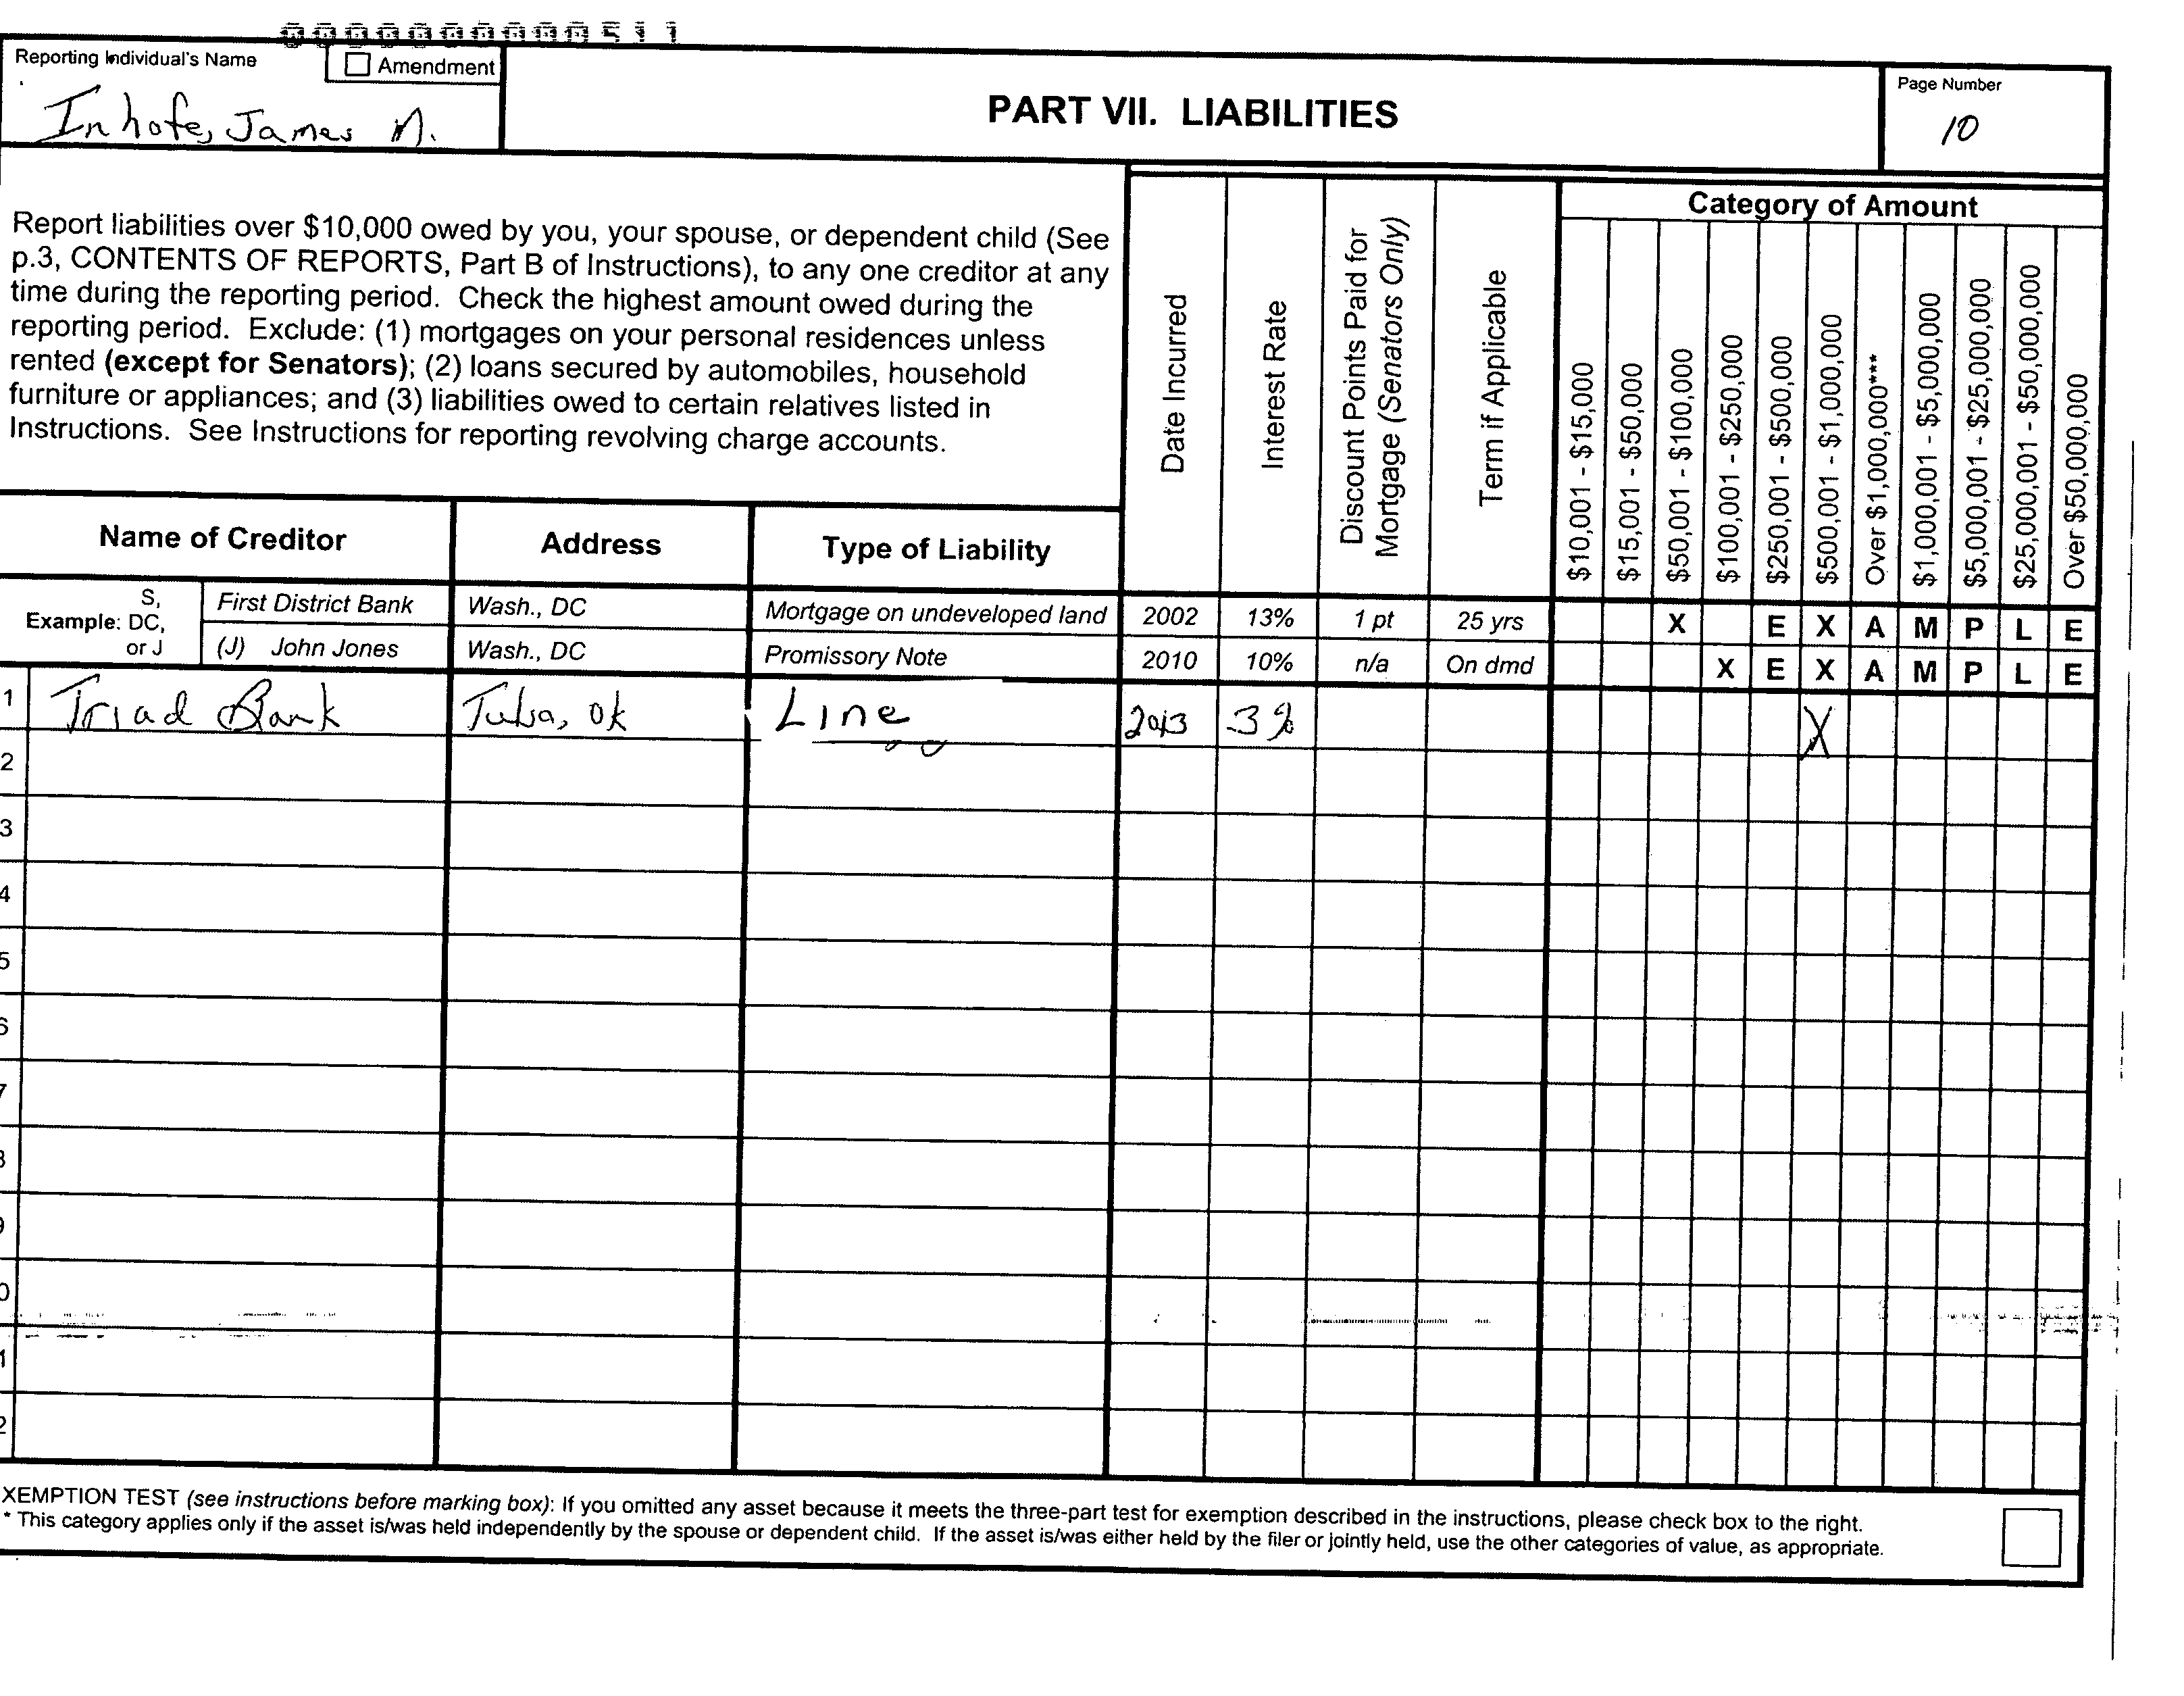 000000000511
Reporting Individual's Name
Amendment
Inhofe, James M.
PART VII. LIABILITIES
Page Number
10
Report liabilities over $10,000 owed by you, your spouse, or dependent child (See
p.3, CONTENTS OF REPORTS, Part B of Instructions), to any one creditor at any
time during the reporting period. Check the highest amount owed during the
reporting period. Exclude: (1) mortgages on your personal residences unless
rented (except for Senators); (2) loans secured by automobiles, household
furniture or appliances; and (3) liabilities owed to certain relatives listed in
Instructions. See Instructions for reporting revolving charge accounts.
Date Incurred
Interest Rate
Discount Points Paid for
Mortgage (Senators Only)
Term if Applicable
Category of Amount
$10,001 - $15,000
$15,001 - $50,000
$50,001 - $100,000
$100,001 - $250,000
$250,001 - $500,000
$500,001 - $1,000,000
Over $1,000,000***
$1,000,001 - $5,000,000
$5,000,001 - $25,000,000
$25,000,001 - $50,000,000
Over $50,000,000
Name of Creditor Address Type of Liability
Example: S, DC, or J
First District Bank Wash., DC Mortgage on undeveloped land 2002 13% 1 pt 25 yrs X E X A M P L E
(J) John Jones Wash., DC Promissory Note 2010 10% n/a On dmd X E X A M P L E
1 Triad Bank Tulsa, Ok Line 2013 3% X
2
3
4
5
6
7
8
9
0
1
2
XEMPTION TEST (see instructions before marking box): If you omitted any asset because it meets the three-part test for exemption described in the instructions, please check box to the right.
* This category applies only if the asset is/was held independently by the spouse or dependent child. If the asset is/was either held by the filer or jointly held, use the other categories of value, as appropriate.